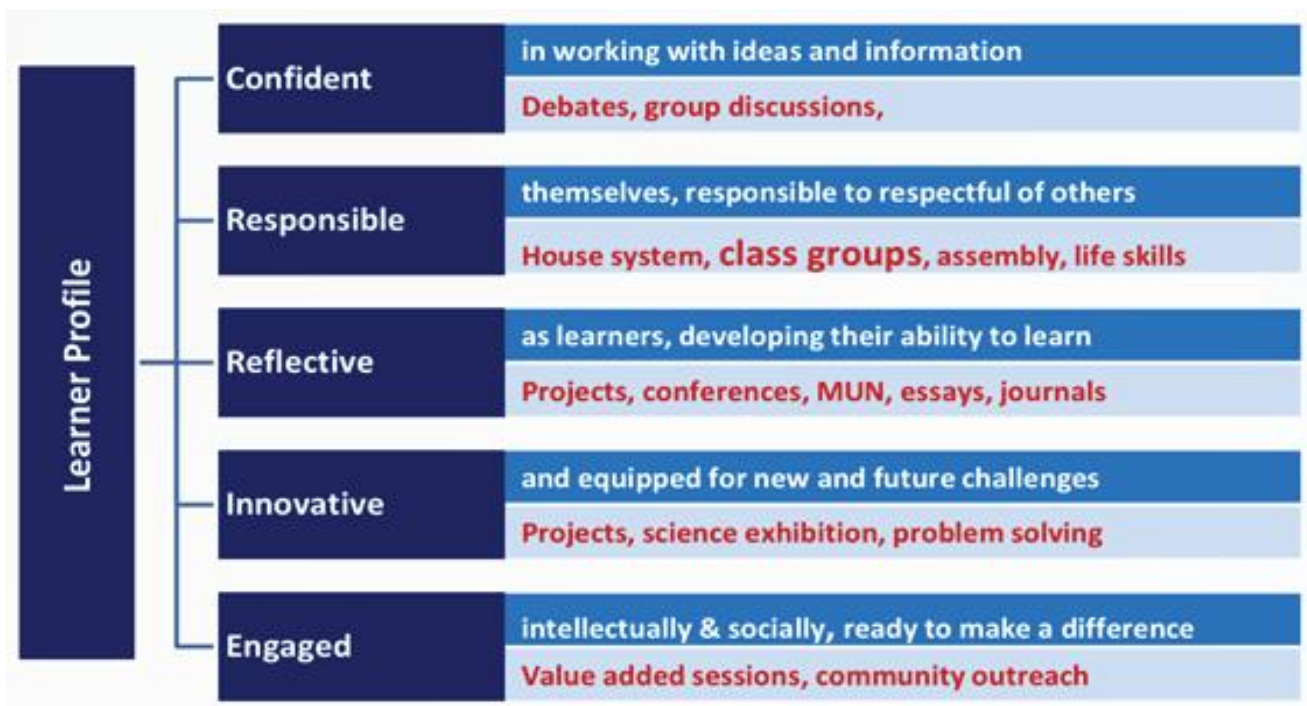 Learner Profile
Confident
in working with ideas and information
Debates, group discussions,
Responsible
themselves, responsible to respectful of others
House system, class groups, assembly, life skills
Reflective
as learners, developing their ability to learn
Projects, conferences, MUN, essays, journals
Innovative
and equipped for new and future challenges
Projects, science exhibition, problem solving
Engaged
intellectually & socially, ready to make a difference
Value added sessions, community outreach